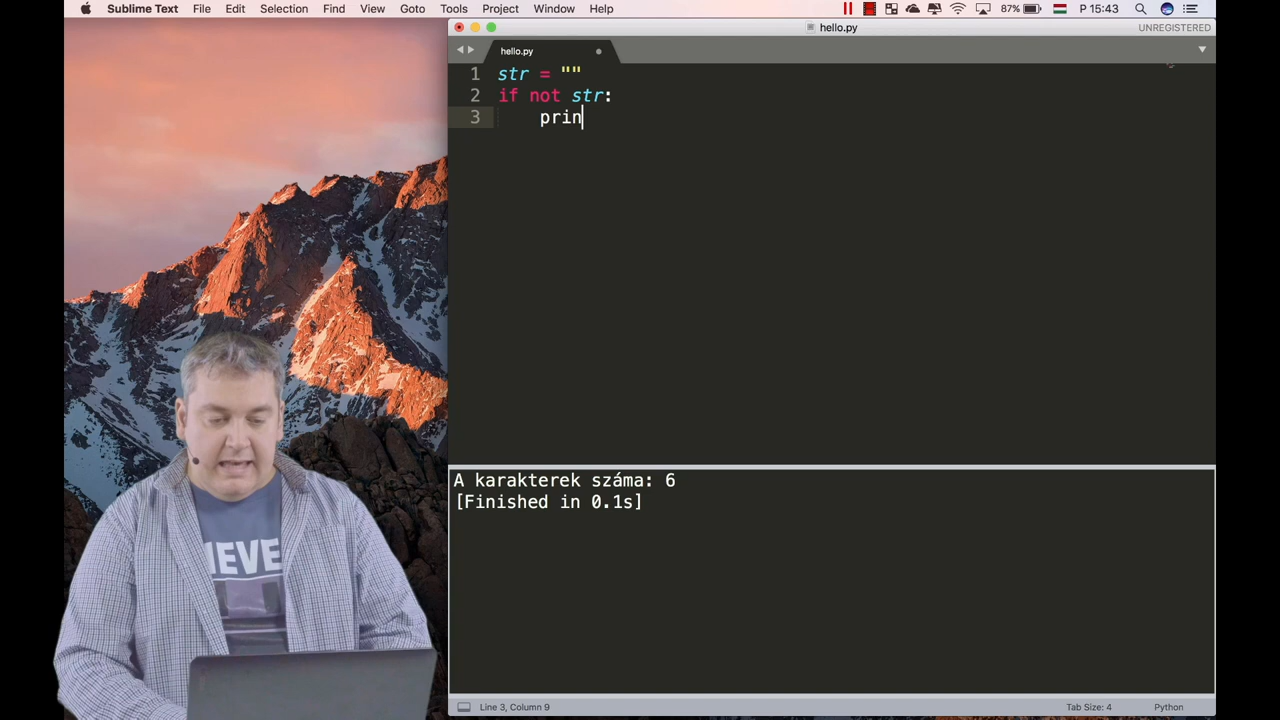 Sublime Text File Edit Selection Find View Goto Tools Project Window Help 87% P 15:43
hello.py UNREGISTERED
hello.py
1 str = ""
2 if not str:
3 prin
A karakterek száma: 6
[Finished in 0.1s]
IEVE
Line 3, Column 9 Tab Size: 4 Python